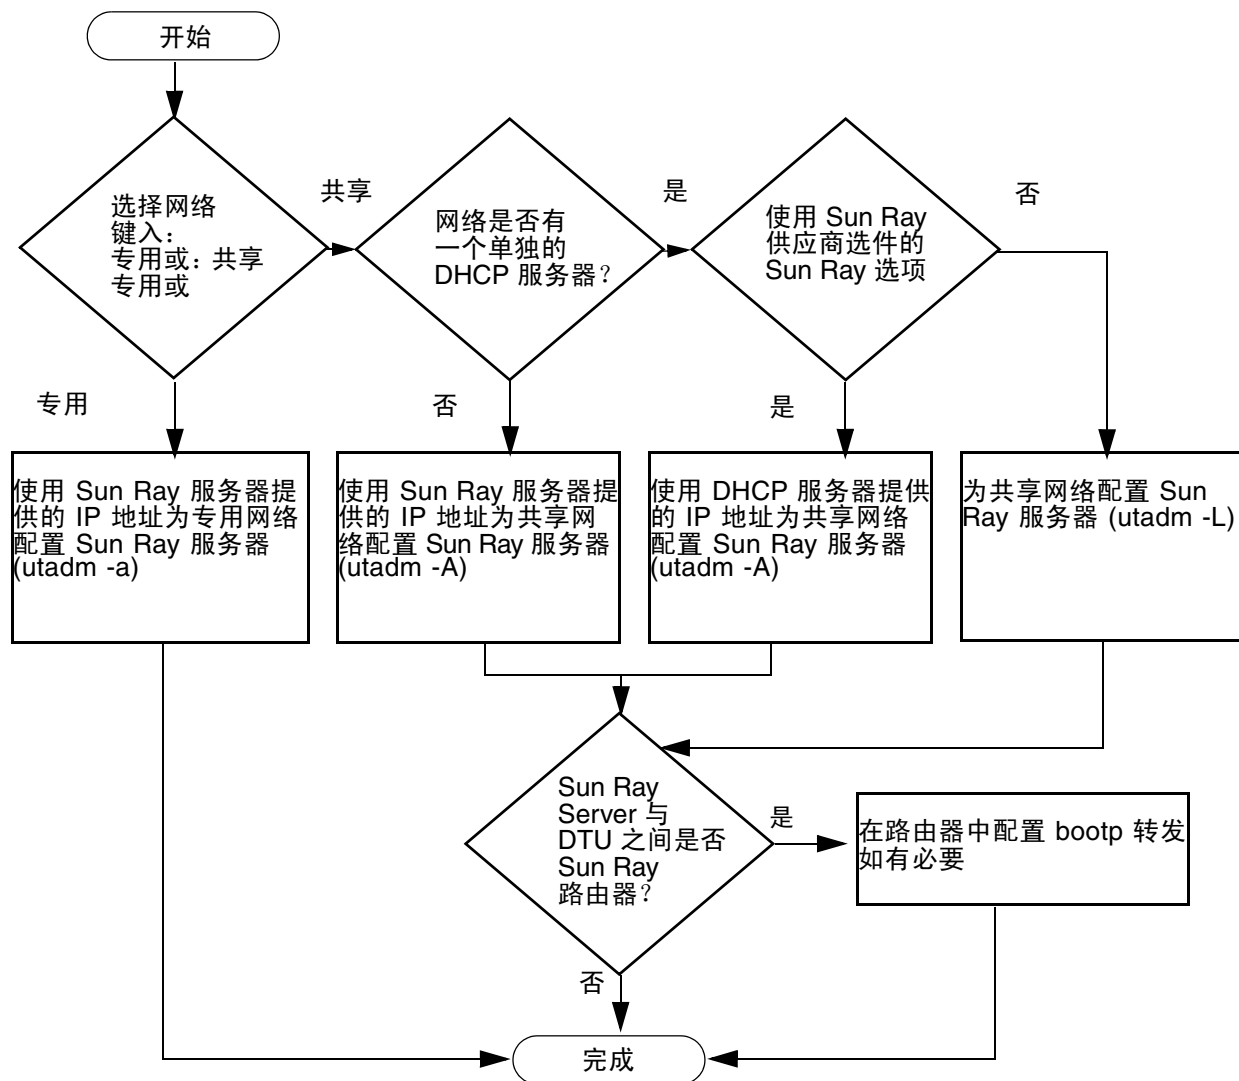 开始
选择网络
键入：
专用或：共享
专用或
共享
网络是否有
一个单独的
DHCP 服务器？
是
使用 Sun Ray
供应商选件的
Sun Ray 选项
否
专用
否
是
使用 Sun Ray 服务器提
供的 IP 地址为专用网络
配置 Sun Ray 服务器
(utadm -a)
使用 Sun Ray 服务器提
供的 IP 地址为共享网
络配置 Sun Ray 服务器
(utadm -A)
使用 DHCP 服务器提供
的 IP 地址为共享网络
配置 Sun Ray 服务器
(utadm -A)
为共享网络配置 Sun
Ray 服务器 (utadm -L)
Sun Ray
Server 与
DTU 之间是否
Sun Ray
路由器？
是
在路由器中配置 bootp 转发
如有必要
否
完成